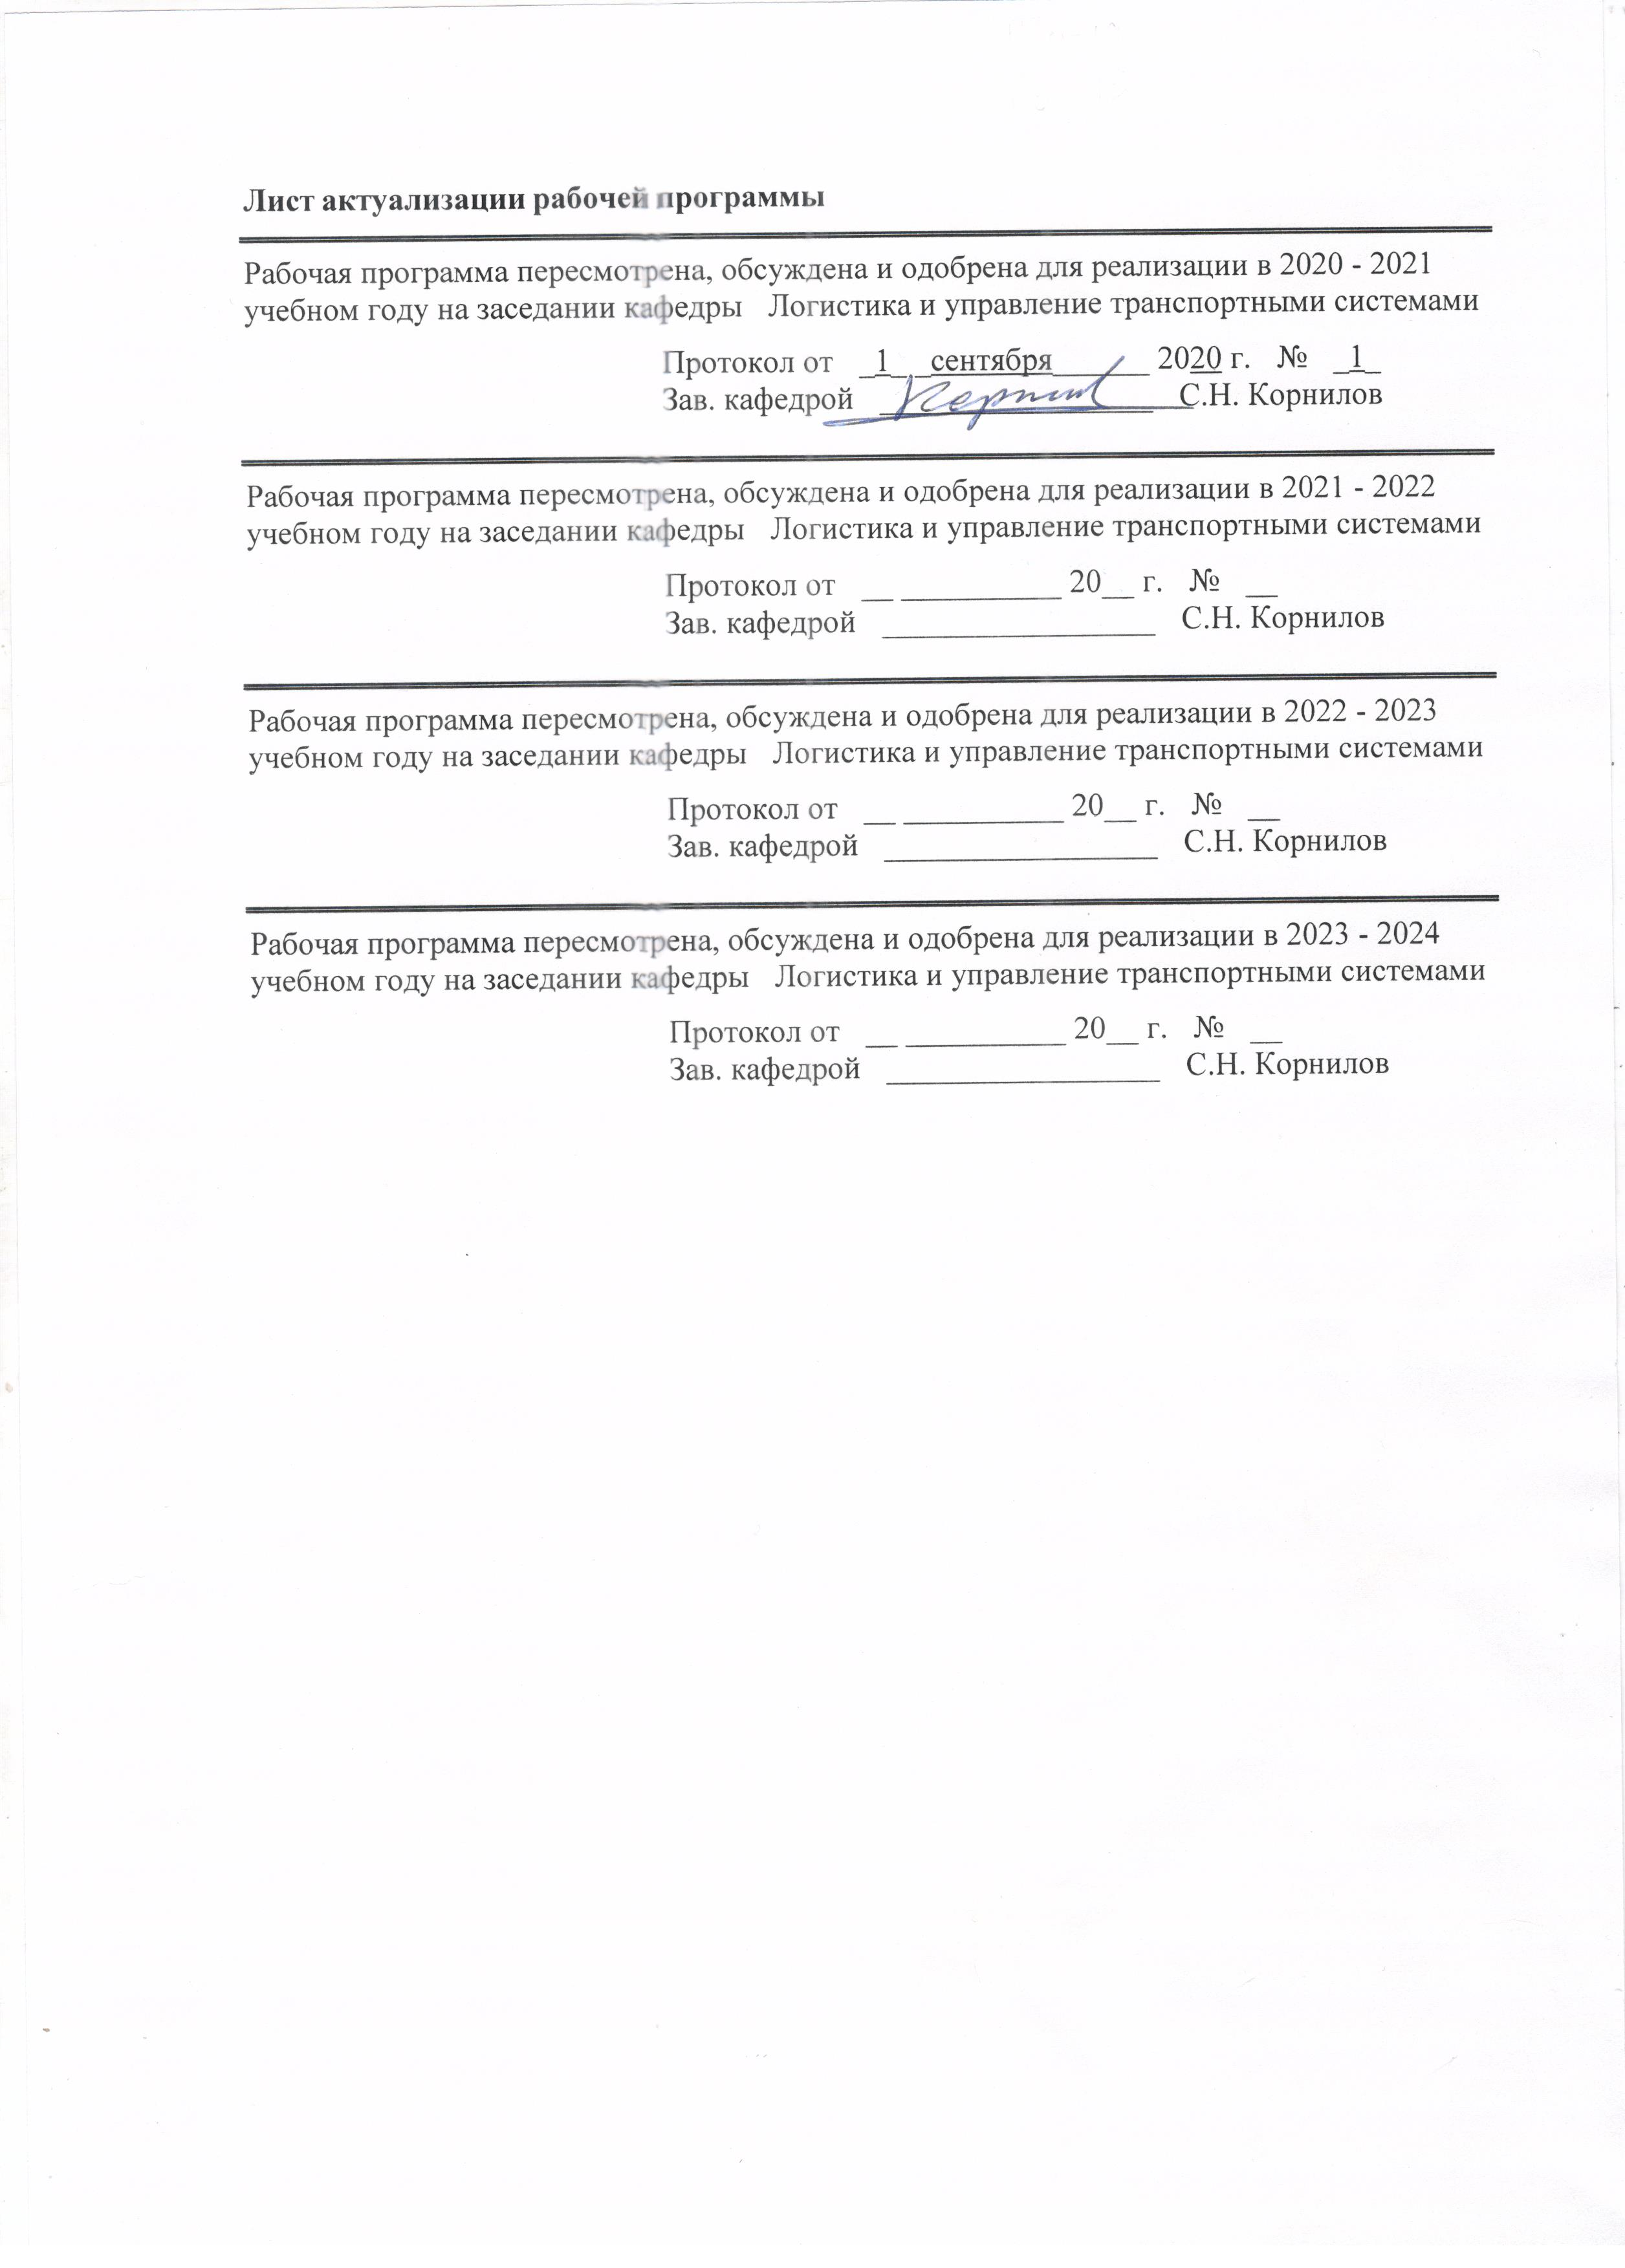 Лист актуализации рабочей программы
Рабочая программа пересмотрена, обсуждена и одобрена для реализации в 2020 - 2021
учебном году на заседании кафедры Логистика и управление транспортными системами
Протокол от _1_ _сентября______ 2020 г. № _1_
Зав. кафедрой ___________________ С.Н. Корнилов
Рабочая программа пересмотрена, обсуждена и одобрена для реализации в 2021 - 2022
учебном году на заседании кафедры Логистика и управление транспортными системами
Протокол от __ __________ 20__ г. № __
Зав. кафедрой _________________ С.Н. Корнилов
Рабочая программа пересмотрена, обсуждена и одобрена для реализации в 2022 - 2023
учебном году на заседании кафедры Логистика и управление транспортными системами
Протокол от __ __________ 20__ г. № __
Зав. кафедрой _________________ С.Н. Корнилов
Рабочая программа пересмотрена, обсуждена и одобрена для реализации в 2023 - 2024
учебном году на заседании кафедры Логистика и управление транспортными системами
Протокол от __ __________ 20__ г. № __
Зав. кафедрой _________________ С.Н. Корнилов